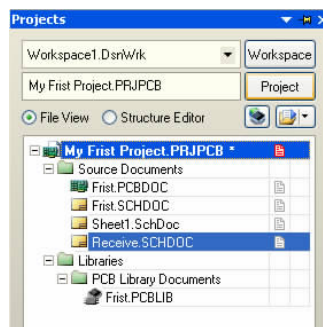 Projects
Workspace1.DsnWrk Workspace
My Frist Project.PRJPCB Project
File View Structure Editor
My Frist Project.PRJPCB *
Source Documents
Frist.PCBDOC
Frist.SCHDOC
Sheet1.SchDoc
Receive.SCHDOC
Libraries
PCB Library Documents
Frist.PCBLIB